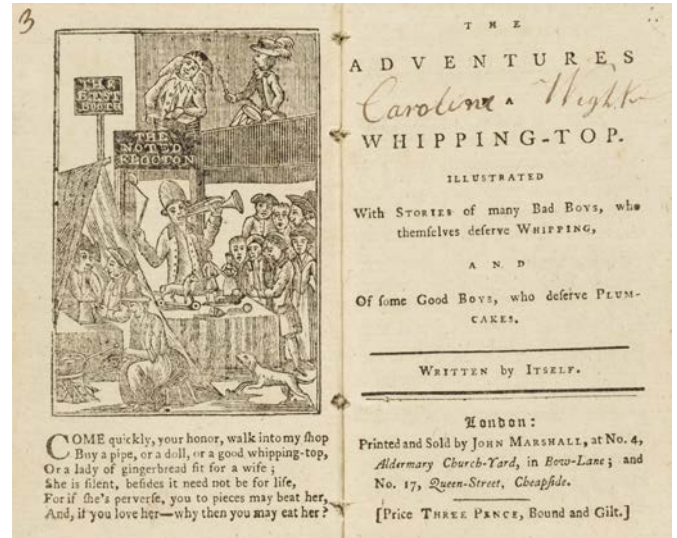 3
THE
BEST
BOOTH
THE
NOTED
FLOCTON
COME quickly, your honor, walk into my ſhop
Buy a pipe, or a doll, or a good whipping-top,
Or a lady of gingerbread fit for a wife ;
She is ſilent, beſides it need not be for life,
For if ſhe's perverſe, you to pieces may beat her,
And, if you love her—why then you may eat her ?
THE
ADVENTURES
Caroline A Wight
WHIPPING-TOP.
ILLUSTRATED
With STORIES of many BAD BOYS, who
themſelves deſerve WHIPPING,
AND
Of ſome GOOD BOYS, who deſerve PLUM-
CAKES.
WRITTEN by ITSELF.
London:
Printed and Sold by JOHN MARSHALL, at No. 4,
Aldermary Church-Yard, in Bow-Lane ; and
No. 17, Queen-Street, Cheapſide.
[Price THREE PENCE, Bound and Gilt.]